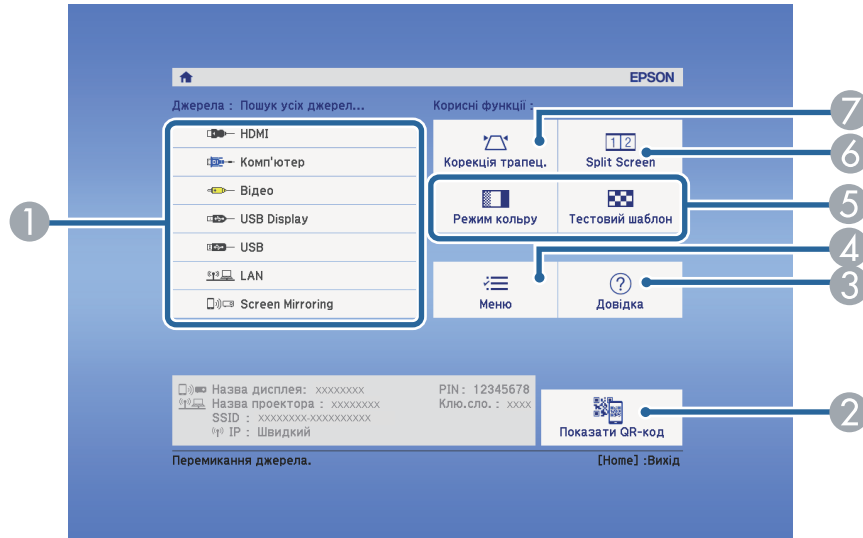 EPSON
Джерела : Пошук усіх джерел...
Корисні функції :
HDMI
Комп'ютер
Відео
USB Display
USB
LAN
Screen Mirroring
Корекція трапец.
1 2
Split Screen
Режим кольру
Тестовий шаблон
Меню
?
Довідка
Назва дисплея: xxxxxxxx
Назва проектора : xxxxxxxx
SSID : xxxxxxxx-xxxxxxxxxx
IP : Швидкий
PIN : 12345678
Клю.сло. : xxxx
Показати QR-код
Перемикання джерела.
[Home] :Вихід
1
7
6
5
4
3
2